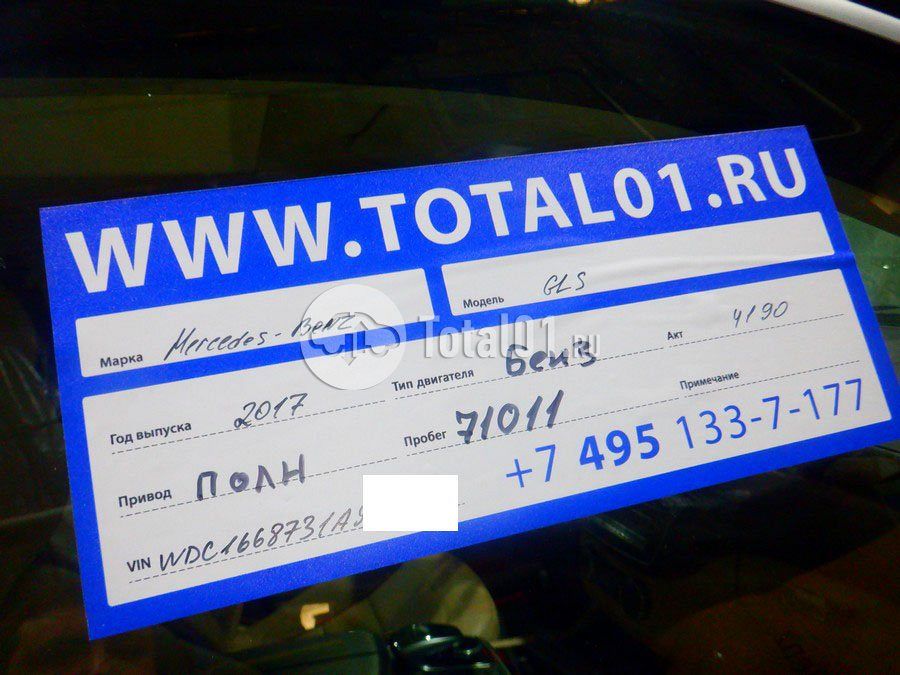 WWW.TOTAL01.RU
Марка Mercedes-Benz Модель GLS
Total01.ru
Год выпуска 2017 Тип двигателя Бенз Акт 4190
Привод ПОЛН Пробег 71011 Примечание
+7 495 133-7-177
VIN WDC1668731A